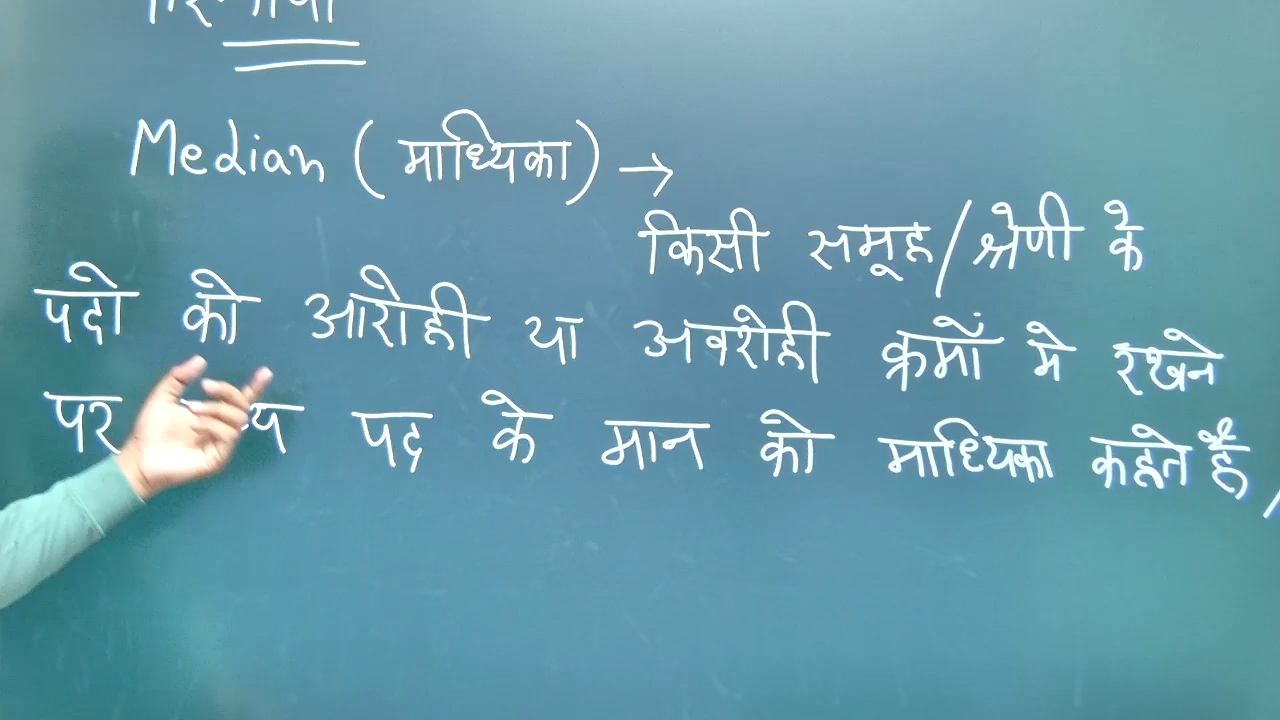 Median (माध्यिका) →
किसी समूह/श्रेणी के
पदो को आरोही या अवरोही क्रमों मे रखने
पर पद के मान को माध्यिका कहते है